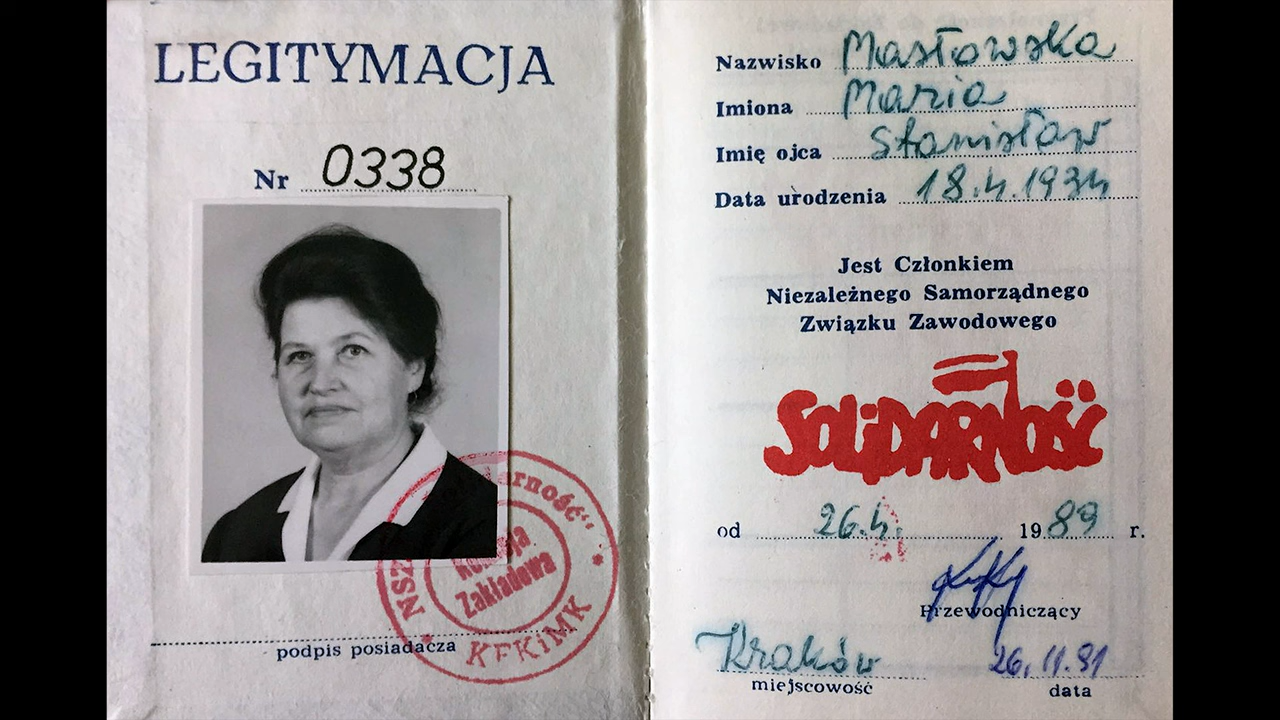 LEGITYMACJA
Nr 0338
NSZ
darność"
Komisja
Zakładowa
KFKiMK
podpis posiadacza
Nazwisko Masłowska
Imiona Maria
Imię ojca Stanisław
Data urodzenia 18.4.1934
Jest Członkiem
Niezależnego Samorządnego
Związku Zawodowego
SOLiDARNOŚĆ
od 26.4. 1989 r.
Przewodniczący
Kraków 26.11.91
miejscowość data